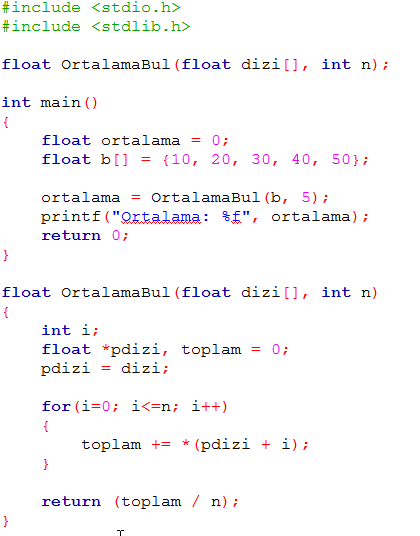 #include <stdio.h>
#include <stdlib.h>
float OrtalamaBul(float dizi[], int n);
int main()
{
float ortalama = 0;
float b[] = {10, 20, 30, 40, 50};
ortalama = OrtalamaBul(b, 5);
printf("Ortalama: %f", ortalama);
return 0;
}
float OrtalamaBul(float dizi[], int n)
{
int i;
float *pdizi, toplam = 0;
pdizi = dizi;
for(i=0; i<=n; i++)
{
toplam += *(pdizi + i);
}
return (toplam / n);
}